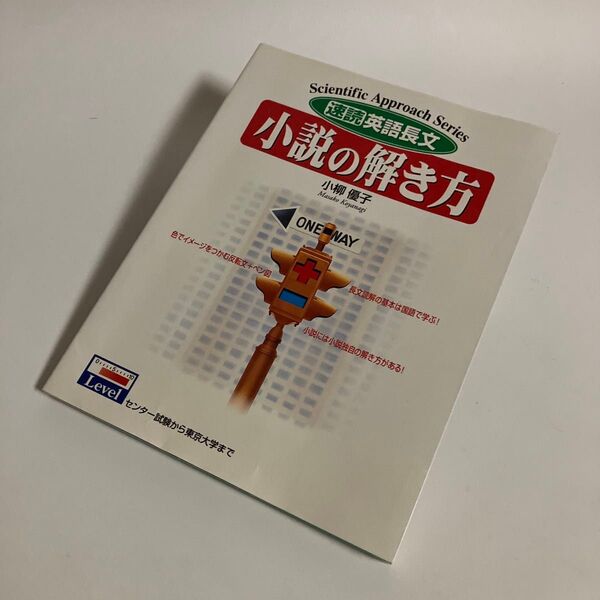 Scientific Approach Series
速読英語長文
小説の解き方
小柳 優子
Masako Koyanagi
ONE WAY
色でイメージをつかむ反転文+ペン図
長文読解の基本は国語で学ぶ!
小説には小説独自の解き方がある!
Level
センター試験から東京大学まで